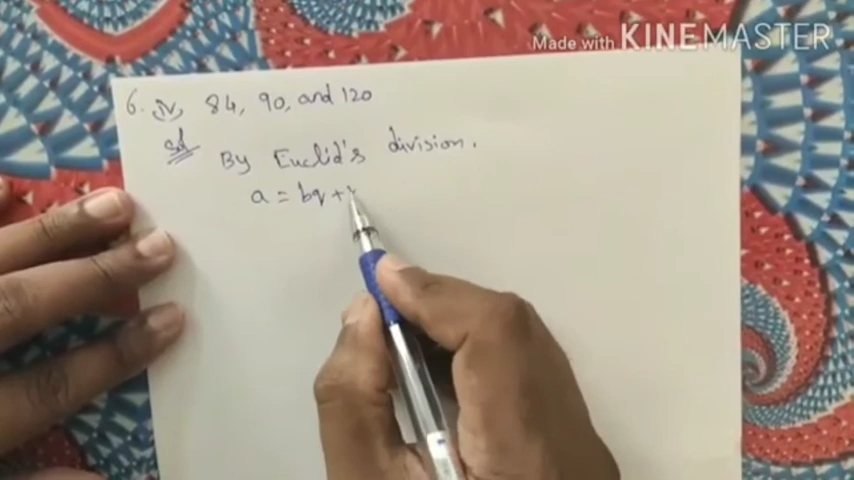 Made with KINEMASTER
6. iv, 84, 90, and 120
Sol
By Euclid's division.
a = bq + r